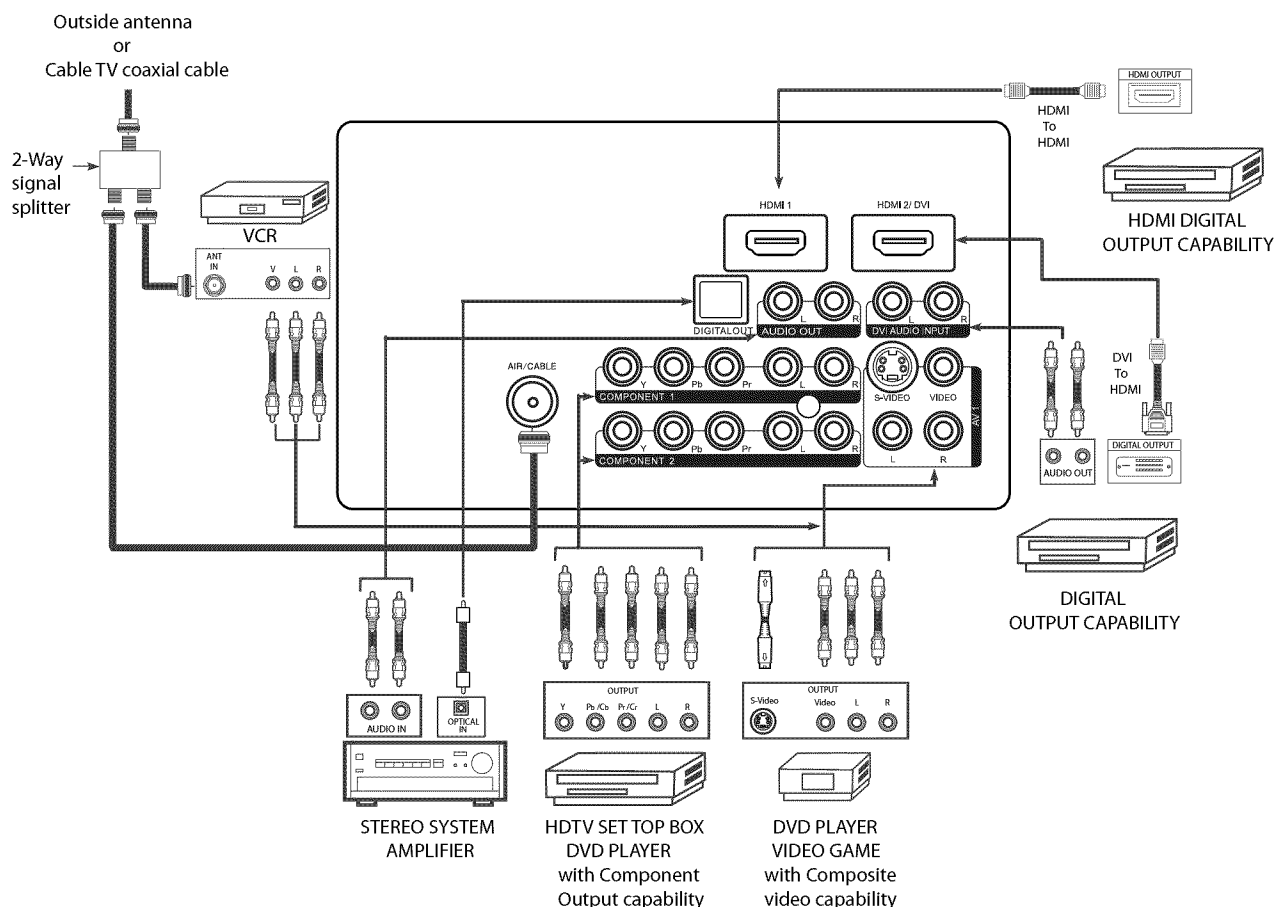 Outside antenna
or
Cable TV coaxial cable
2-Way
signal
splitter
VCR
ANT
IN
V
L
R
HDMI OUTPUT
HDMI
To
HDMI
HDMI DIGITAL
OUTPUT CAPABILITY
HDMI 1
HDMI 2/ DVI
DIGITAL OUT
L
R
AUDIO OUT
L
R
DVI AUDIO INPUT
AIR/CABLE
Y
Pb
Pr
L
R
COMPONENT 1
S-VIDEO
VIDEO
AV 1
Y
Pb
Pr
L
R
COMPONENT 2
L
R
DVI
To
HDMI
AUDIO OUT
DIGITAL OUTPUT
DIGITAL
OUTPUT CAPABILITY
AUDIO IN
OPTICAL
IN
STEREO SYSTEM
AMPLIFIER
OUTPUT
Y
Pb /Cb
Pr /Cr
L
R
HDTV SET TOP BOX
DVD PLAYER
with Component
Output capability
OUTPUT
S-Video
Video
L
R
DVD PLAYER
VIDEO GAME
with Composite
video capability